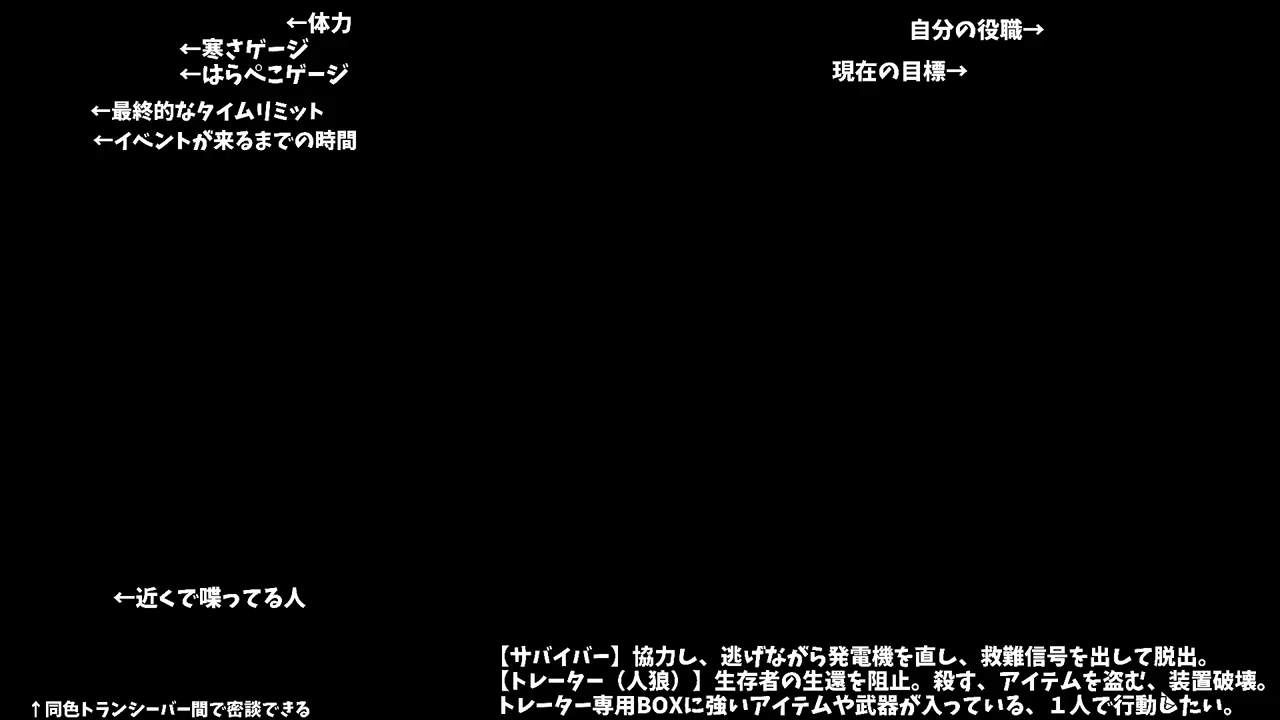 ←体力
←寒さゲージ
←はらぺこゲージ
←最終的なタイムリミット
←イベントが来るまでの時間
自分の役職→
現在の目標→
←近くで喋ってる人
↑同色トランシーバー間で密談できる
【サバイバー】協力し、逃げながら発電機を直し、救難信号を出して脱出。
【トレーター（人狼）】生存者の生還を阻止。殺す、アイテムを盗む、装置破壊。
トレーター専用BOXに強いアイテムや武器が入っている、１人で行動したい。